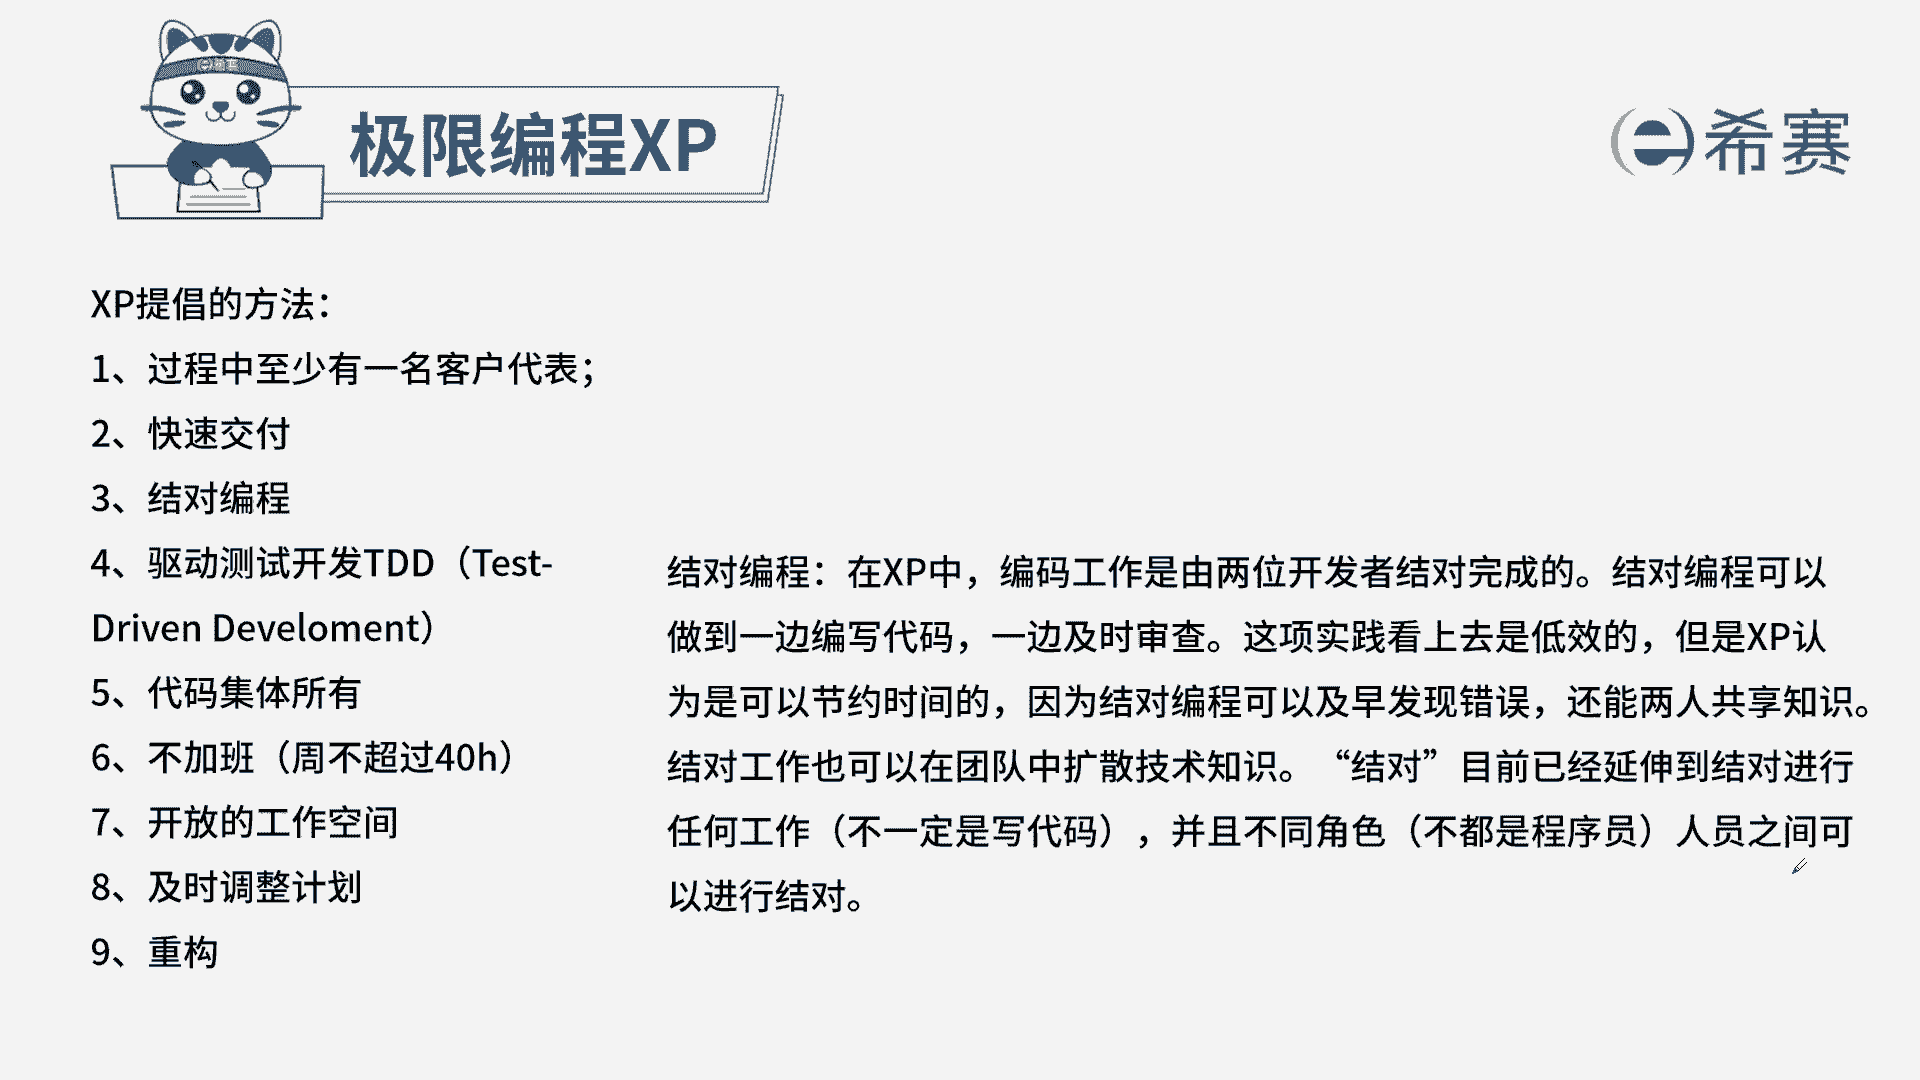 极限编程XP
希赛
XP提倡的方法：
1、过程中至少有一名客户代表；
2、快速交付
3、结对编程
4、驱动测试开发TDD（Test-
Driven Develoment）
5、代码集体所有
6、不加班（周不超过40h）
7、开放的工作空间
8、及时调整计划
9、重构
结对编程：在XP中，编码工作是由两位开发者结对完成的。结对编程可以
做到一边编写代码，一边及时审查。这项实践看上去是低效的，但是XP认
为是可以节约时间的，因为结对编程可以及早发现错误，还能两人共享知识。
结对工作也可以在团队中扩散技术知识。“结对”目前已经延伸到结对进行
任何工作（不一定是写代码），并且不同角色（不都是程序员）人员之间可
以进行结对。